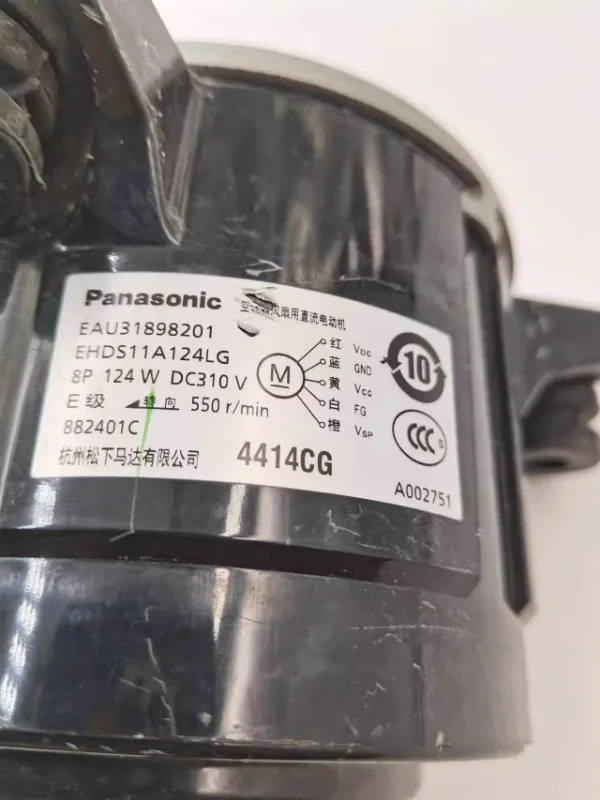 Panasonic 空调器风扇用直流电动机
EAU31898201
EHDS11A124LG
8P 124 W DC310 V
E 级 转向 550 r/min
882401C
杭州松下马达有限公司
4414CG
M
红 VDC
蓝 GND
黄 VCC
白 FG
橙 VSP
10
CCC S
A002751